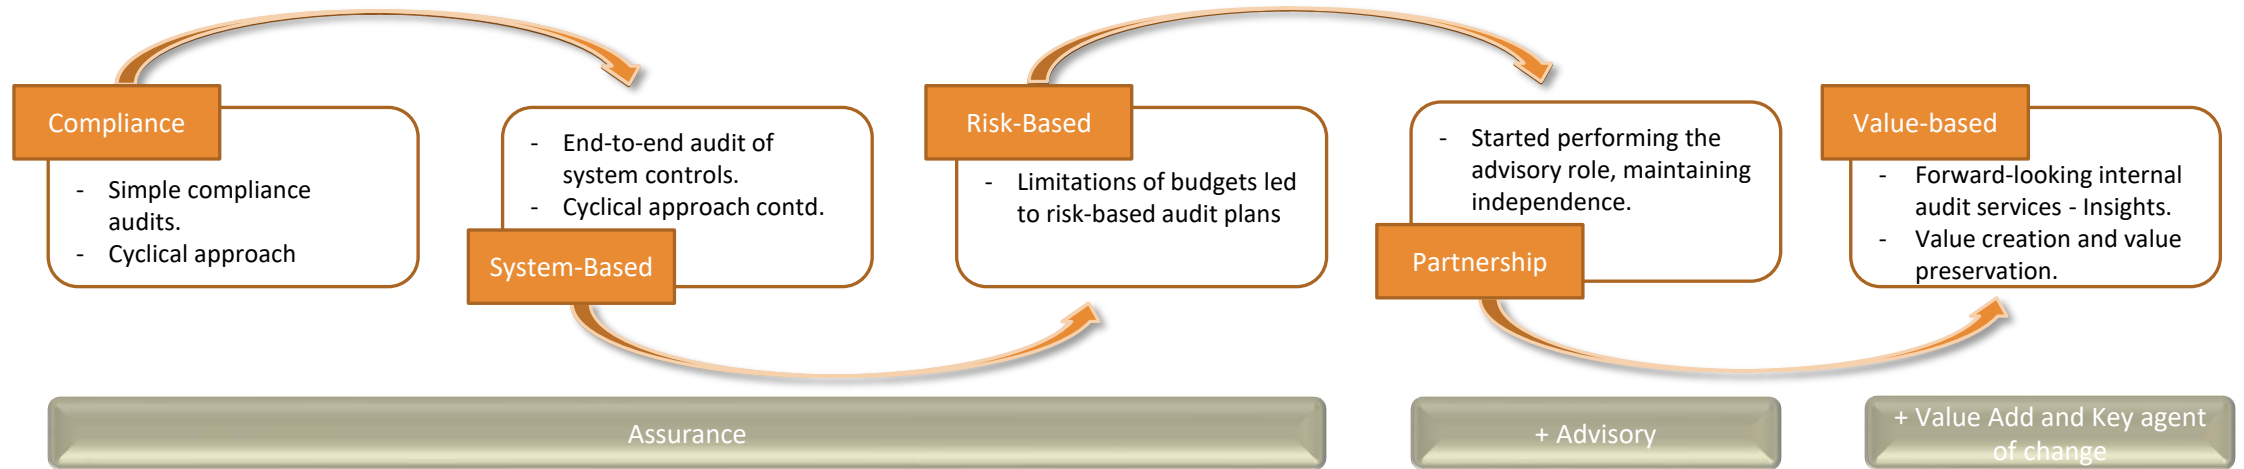 Compliance
- Simple compliance
audits.
- Cyclical approach
- End-to-end audit of
system controls.
- Cyclical approach contd.
System-Based
Risk-Based
- Limitations of budgets led
to risk-based audit plans
- Started performing the
advisory role, maintaining
independence.
Partnership
Value-based
- Forward-looking internal
audit services - Insights.
- Value creation and value
preservation.
Assurance
+ Advisory
+ Value Add and Key agent
of change